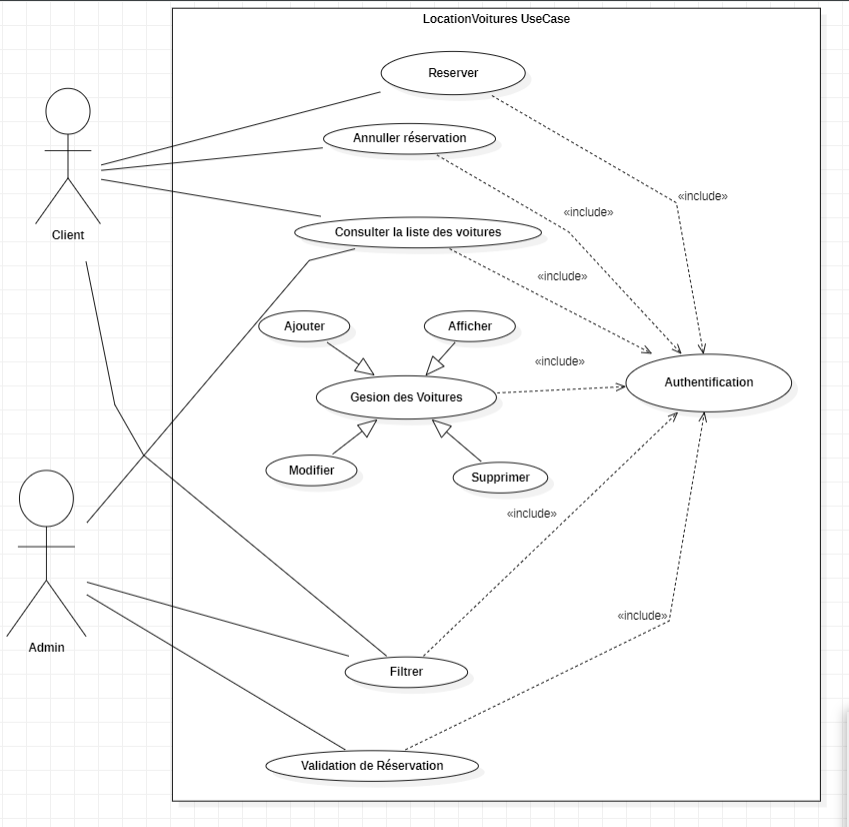 LocationVoitures UseCase
Reserver
Annuller réservation
«include»
«include»
Client
Consulter la liste des voitures
«include»
Ajouter
Afficher
«include»
Authentification
Gesion des Voitures
Modifier
Supprimer
«include»
«include»
Admin
Filtrer
Validation de Réservation